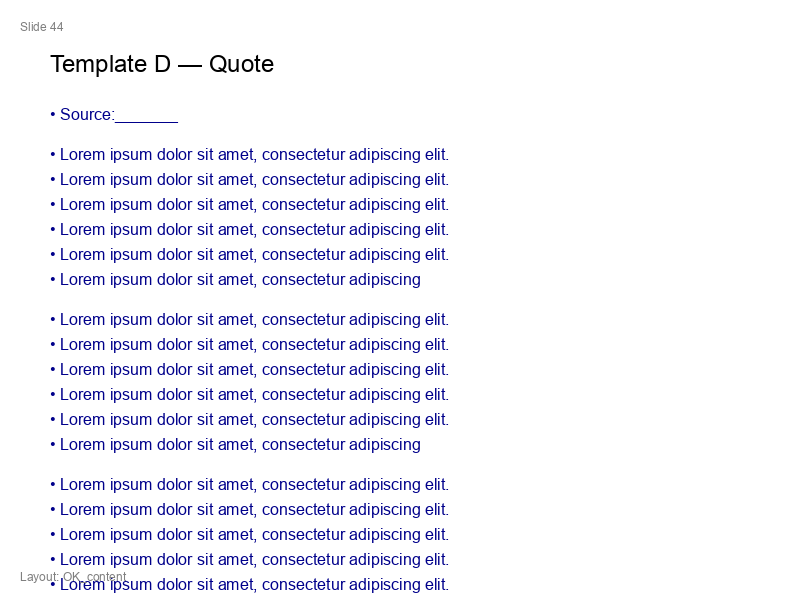 Slide 44
Template D — Quote
• Source:_______
• Lorem ipsum dolor sit amet, consectetur adipiscing elit.
• Lorem ipsum dolor sit amet, consectetur adipiscing elit.
• Lorem ipsum dolor sit amet, consectetur adipiscing elit.
• Lorem ipsum dolor sit amet, consectetur adipiscing elit.
• Lorem ipsum dolor sit amet, consectetur adipiscing elit.
• Lorem ipsum dolor sit amet, consectetur adipiscing
• Lorem ipsum dolor sit amet, consectetur adipiscing elit.
• Lorem ipsum dolor sit amet, consectetur adipiscing elit.
• Lorem ipsum dolor sit amet, consectetur adipiscing elit.
• Lorem ipsum dolor sit amet, consectetur adipiscing elit.
• Lorem ipsum dolor sit amet, consectetur adipiscing elit.
• Lorem ipsum dolor sit amet, consectetur adipiscing
• Lorem ipsum dolor sit amet, consectetur adipiscing elit.
• Lorem ipsum dolor sit amet, consectetur adipiscing elit.
• Lorem ipsum dolor sit amet, consectetur adipiscing elit.
• Lorem ipsum dolor sit amet, consectetur adipiscing elit.
Layout: OK_content
• Lorem ipsum dolor sit amet, consectetur adipiscing elit.